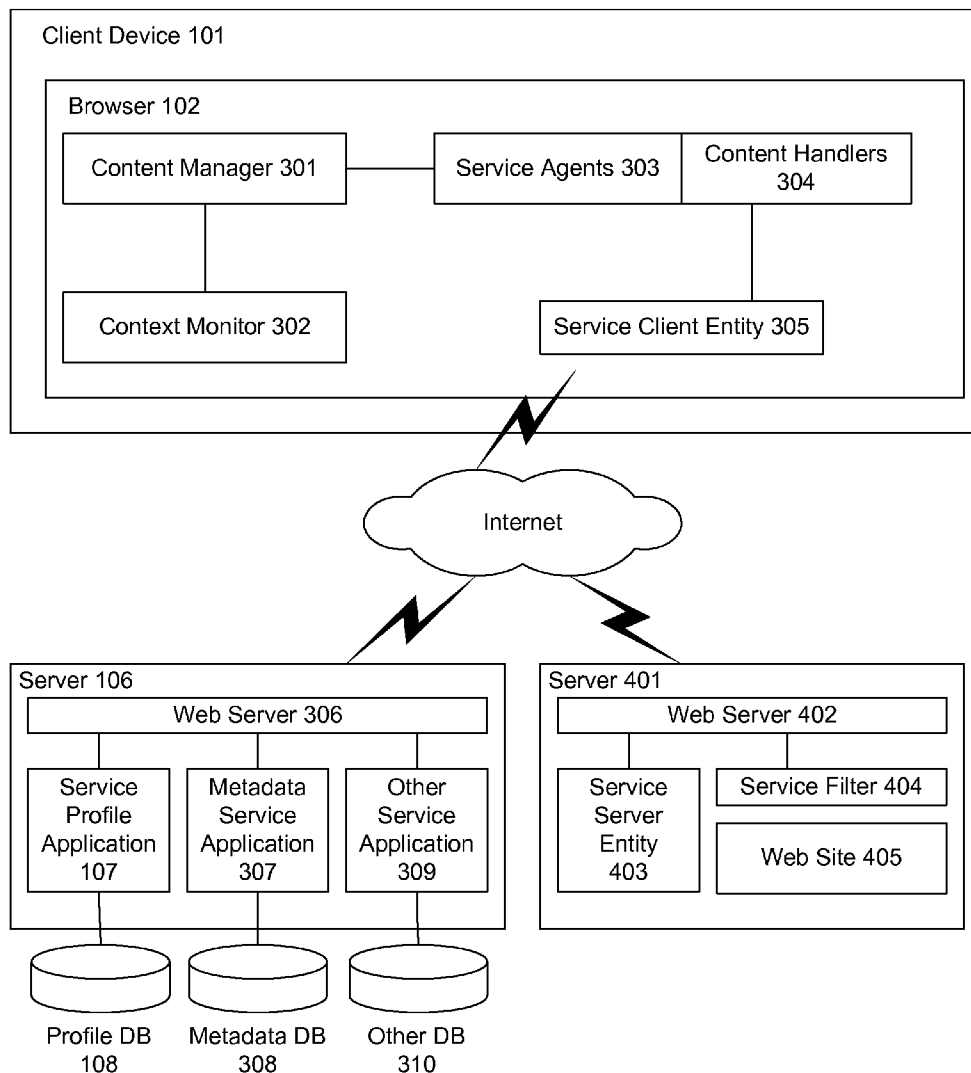 Client Device 101
Browser 102
Content Manager 301
Service Agents 303
Content Handlers
304
Context Monitor 302
Service Client Entity 305
Internet
Server 106
Web Server 306
Service
Profile
Application
107
Metadata
Service
Application
307
Other
Service
Application
309
Profile DB
108
Metadata DB
308
Other DB
310
Server 401
Web Server 402
Service
Server
Entity
403
Service Filter 404
Web Site 405